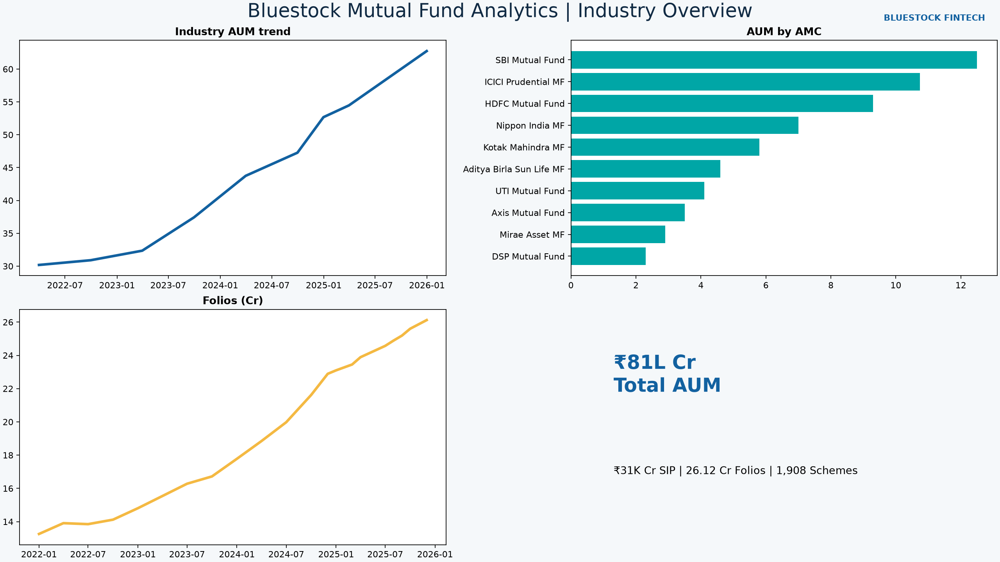 Bluestock Mutual Fund Analytics | Industry Overview
BLUESTOCK FINTECH
Industry AUM trend
60
55
50
45
40
35
30
2022-07 2023-01 2023-07 2024-01 2024-07 2025-01 2025-07 2026-01
AUM by AMC
SBI Mutual Fund
ICICI Prudential MF
HDFC Mutual Fund
Nippon India MF
Kotak Mahindra MF
Aditya Birla Sun Life MF
UTI Mutual Fund
Axis Mutual Fund
Mirae Asset MF
DSP Mutual Fund
0 2 4 6 8 10 12
Folios (Cr)
26
24
22
20
18
16
14
2022-01 2022-07 2023-01 2023-07 2024-01 2024-07 2025-01 2025-07 2026-01
₹81L Cr
Total AUM
₹31K Cr SIP | 26.12 Cr Folios | 1,908 Schemes